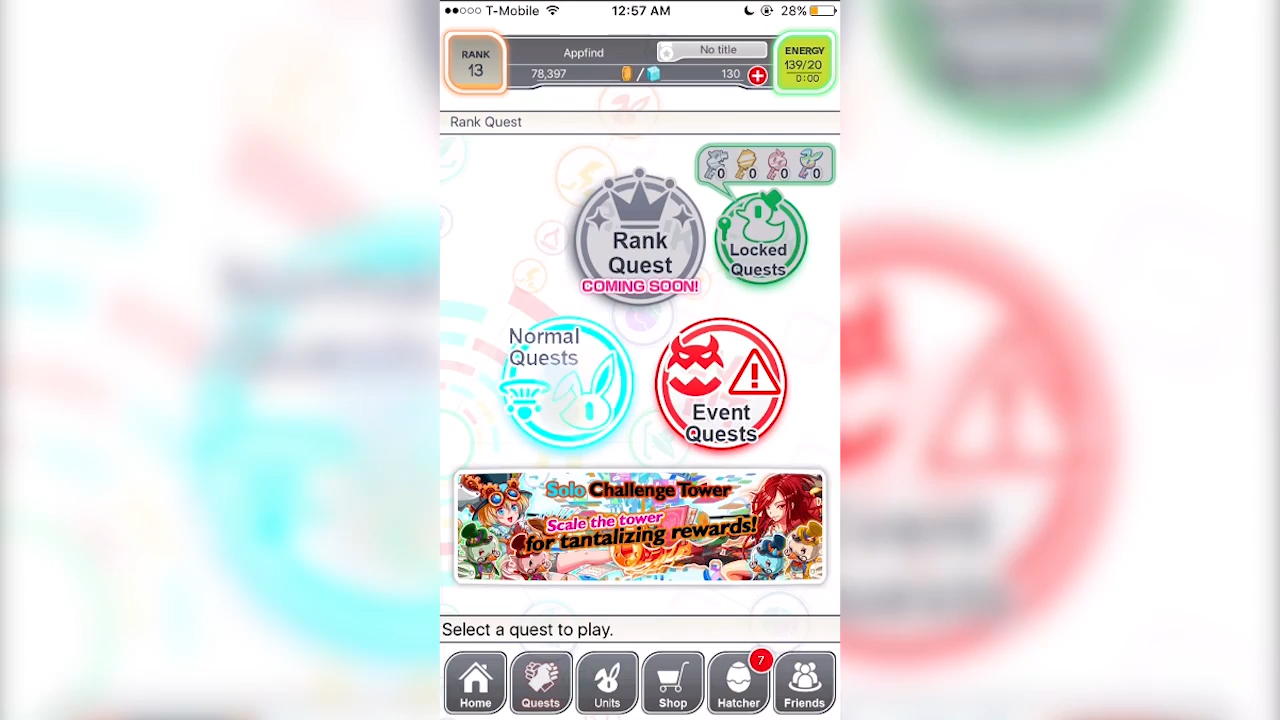 T-Mobile 12:57 AM 28%
RANK
13
Appfind
No title
78,397 / 130
ENERGY
139/20
0:00
Rank Quest
0 0 0 0
Rank
Quest
COMING SOON!
Locked
Quests
Normal
Quests
Event
Quests
Solo Challenge Tower
Scale the tower
for tantalizing rewards!
Select a quest to play.
7
Home Quests Units Shop Hatcher Friends